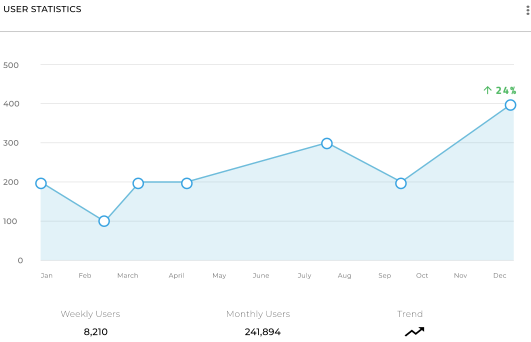 USER STATISTICS
500
↑ 24%
400
300
200
100
0
Jan Feb March April May June July Aug Sep Oct Nov Dec
Weekly Users Monthly Users Trend
8,210 241,894